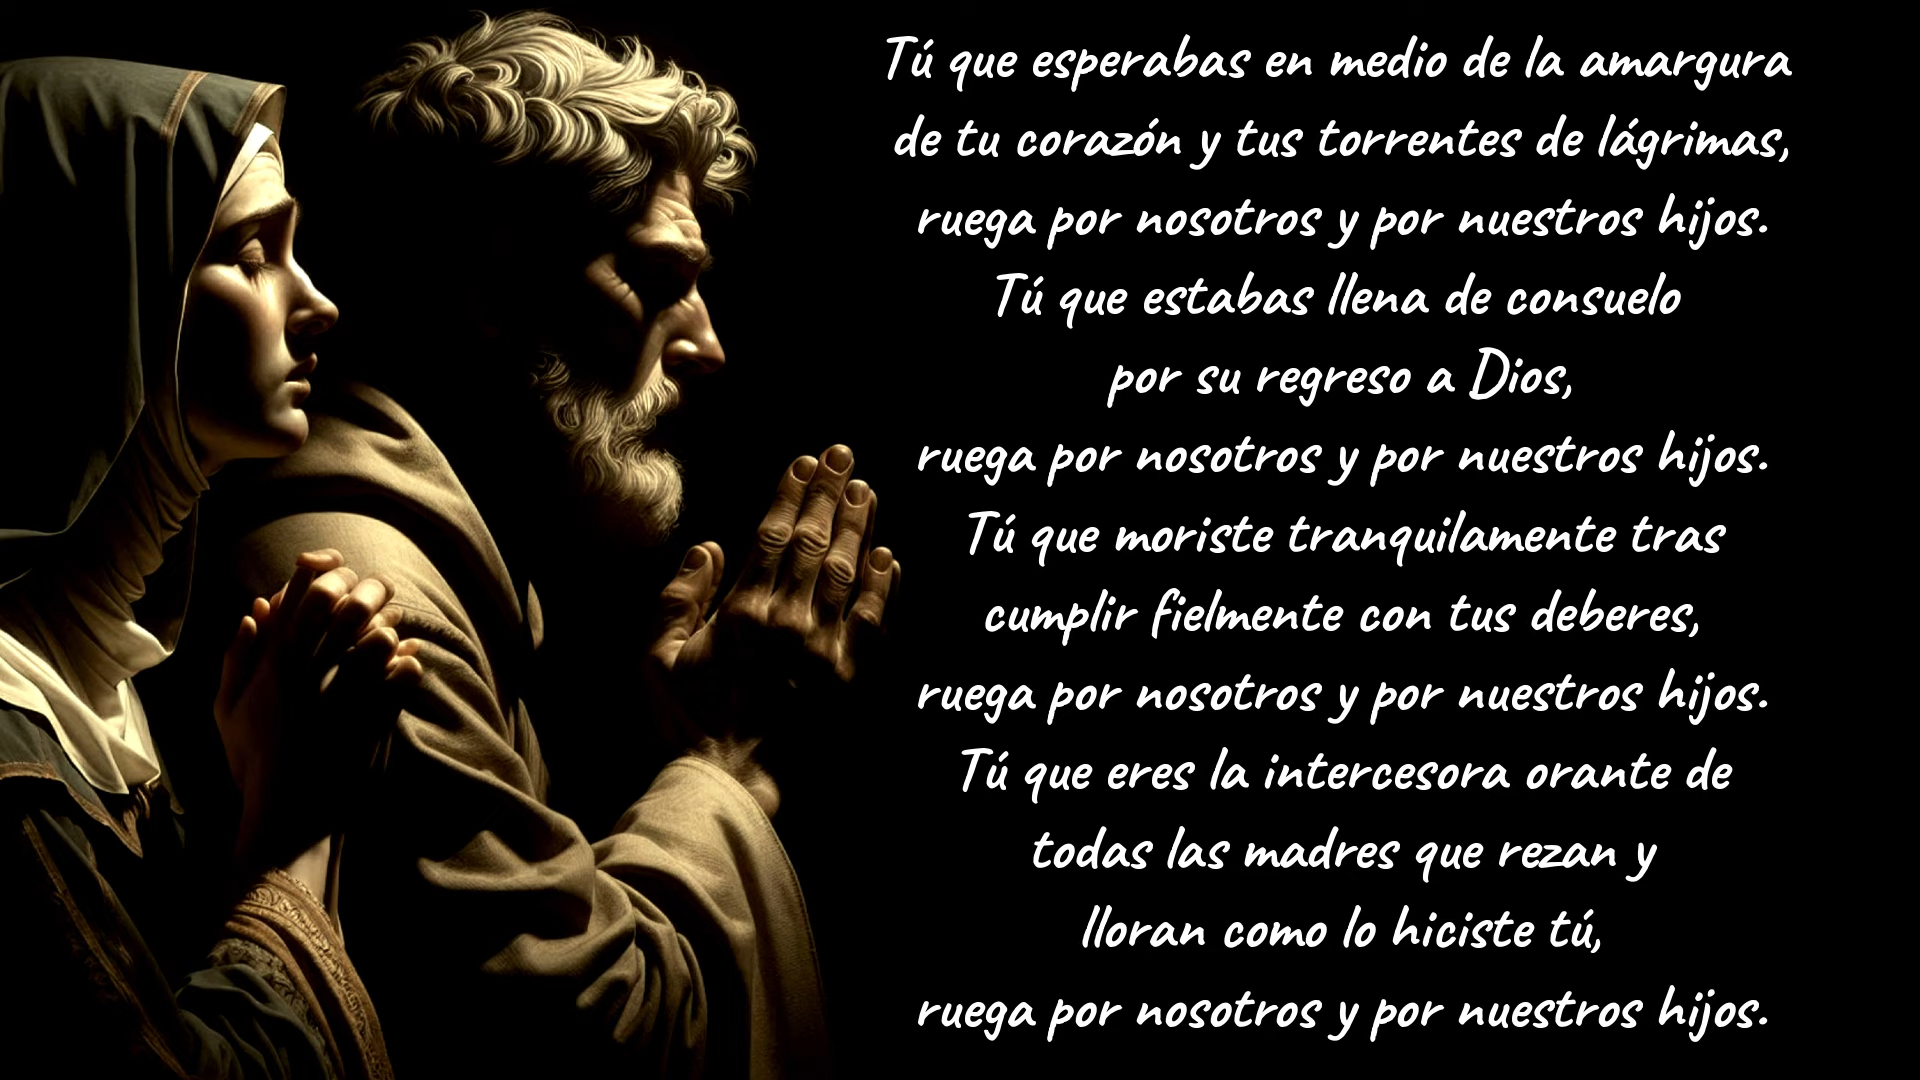 Tú que esperabas en medio de la amargura
de tu corazón y tus torrentes de lágrimas,
ruega por nosotros y por nuestros hijos.
Tú que estabas llena de consuelo
por su regreso a Dios,
ruega por nosotros y por nuestros hijos.
Tú que moriste tranquilamente tras
cumplir fielmente con tus deberes,
ruega por nosotros y por nuestros hijos.
Tú que eres la intercesora orante de
todas las madres que rezan y
lloran como lo hiciste tú,
ruega por nosotros y por nuestros hijos.